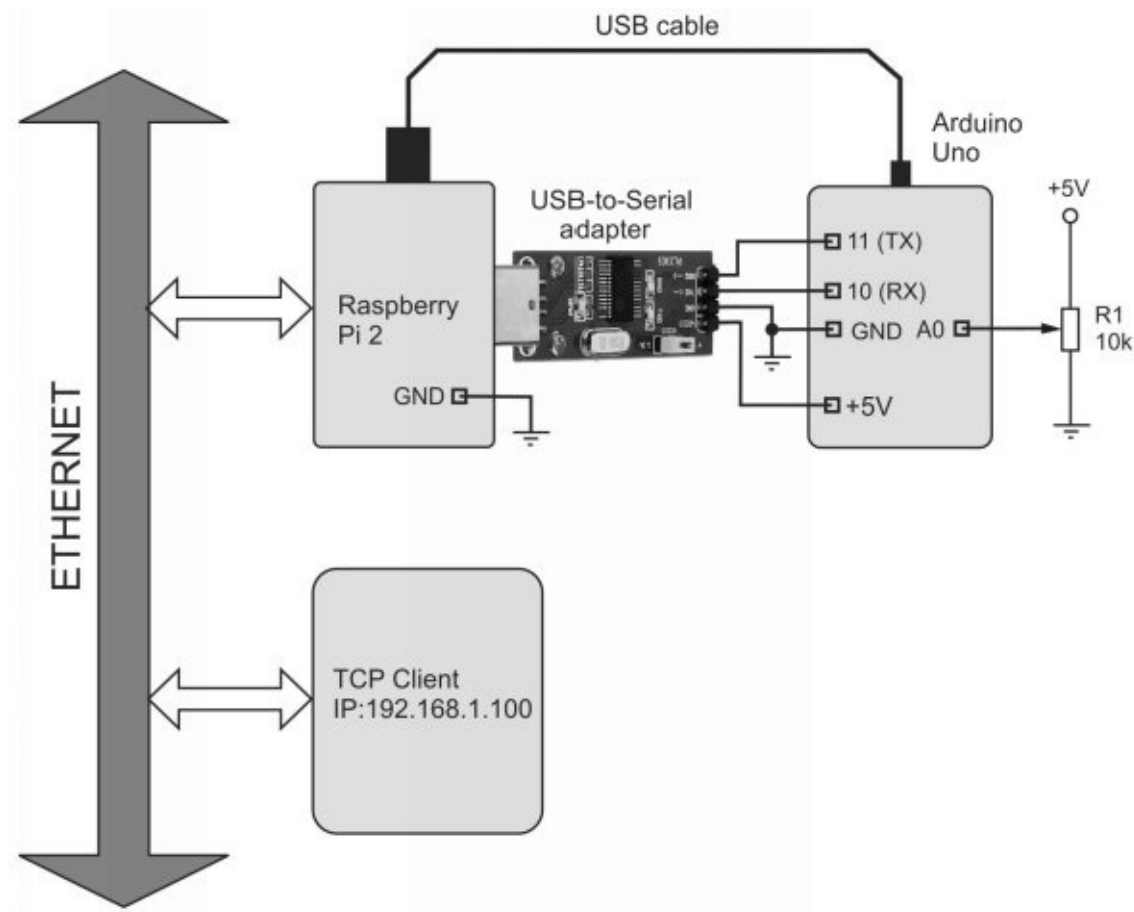 USB cable
Arduino
Uno
+5V
USB-to-Serial
adapter
11 (TX)
10 (RX)
GND
A0
R1
10k
+5V
Raspberry
Pi 2
GND
ETHERNET
TCP Client
IP:192.168.1.100